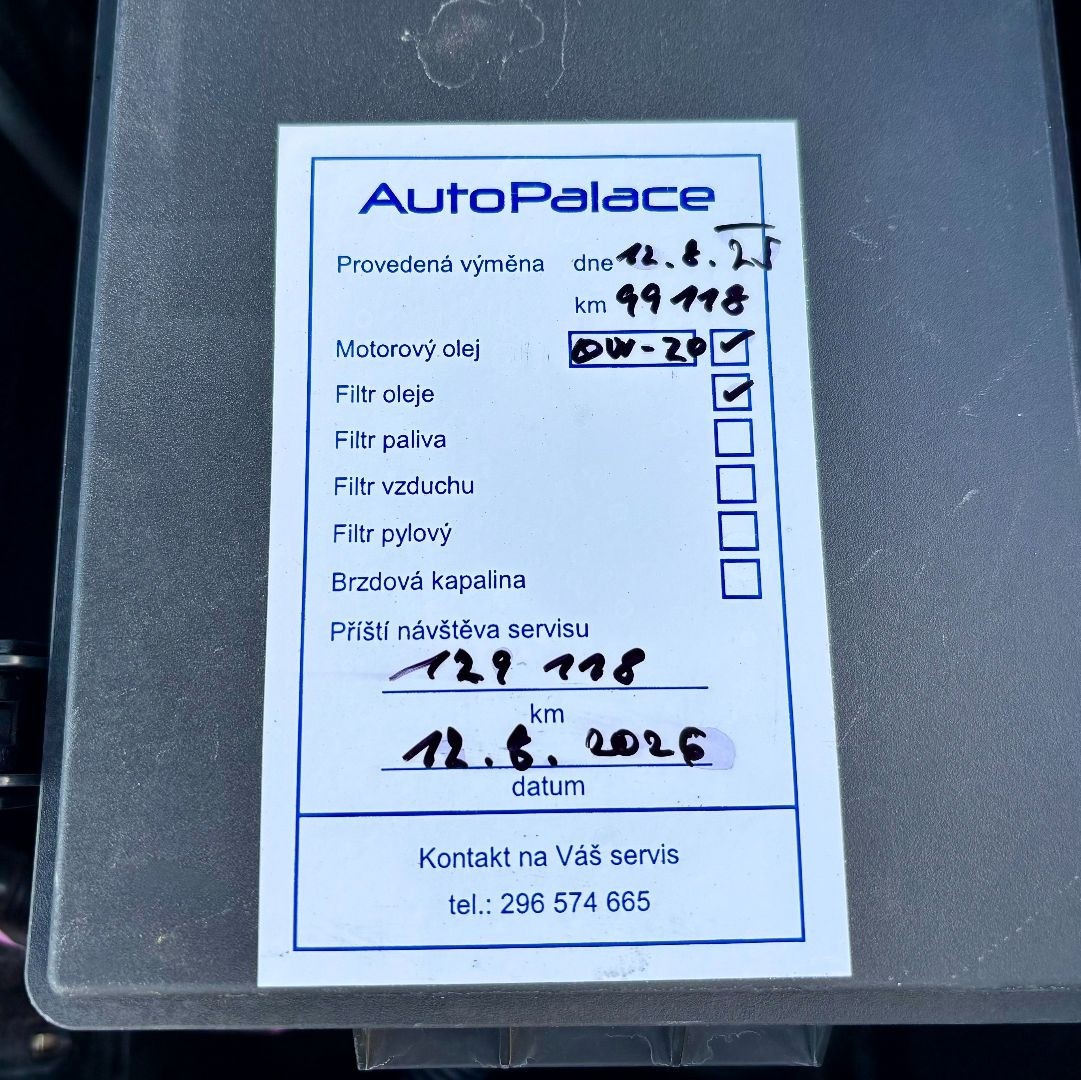 AutoPalace
Provedená výměna dne 12. 8. 25
km 99 118
Motorový olej 0W-20 ✓
Filtr oleje ✓
Filtr paliva
Filtr vzduchu
Filtr pylový
Brzdová kapalina
Příští návštěva servisu
129 118
km
12. 8. 2026
datum
Kontakt na Váš servis
tel.: 296 574 665